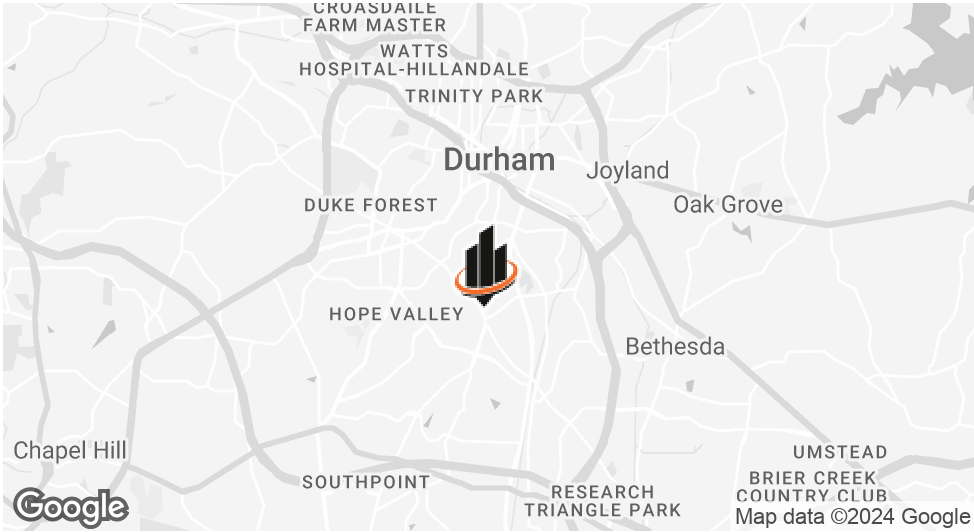 CROASDAILE
FARM MASTER
WATTS
HOSPITAL-HILLANDALE
TRINITY PARK
Durham
Joyland
DUKE FOREST
Oak Grove
HOPE VALLEY
Bethesda
Chapel Hill
UMSTEAD
SOUTHPOINT
BRIER CREEK
COUNTRY CLUB
RESEARCH
TRIANGLE PARK
Google
Map data ©2024 Google